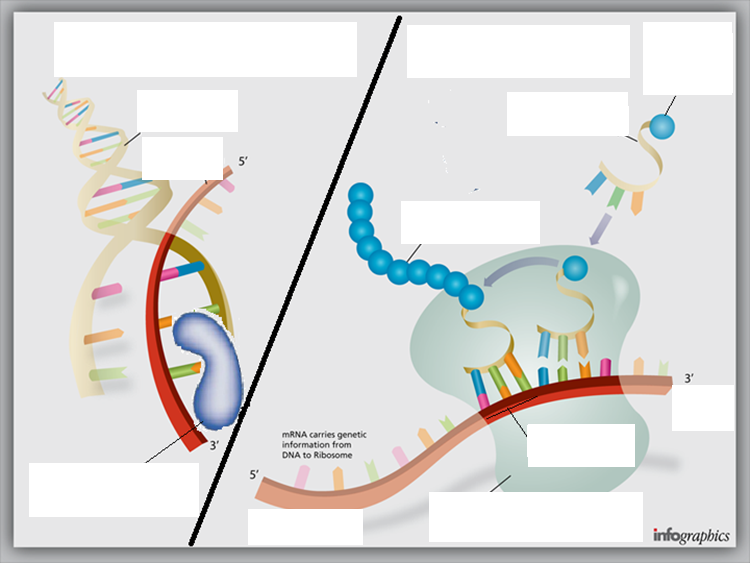 5’
3’
mRNA carries genetic
information from
DNA to Ribosome
5’
3’
infographics